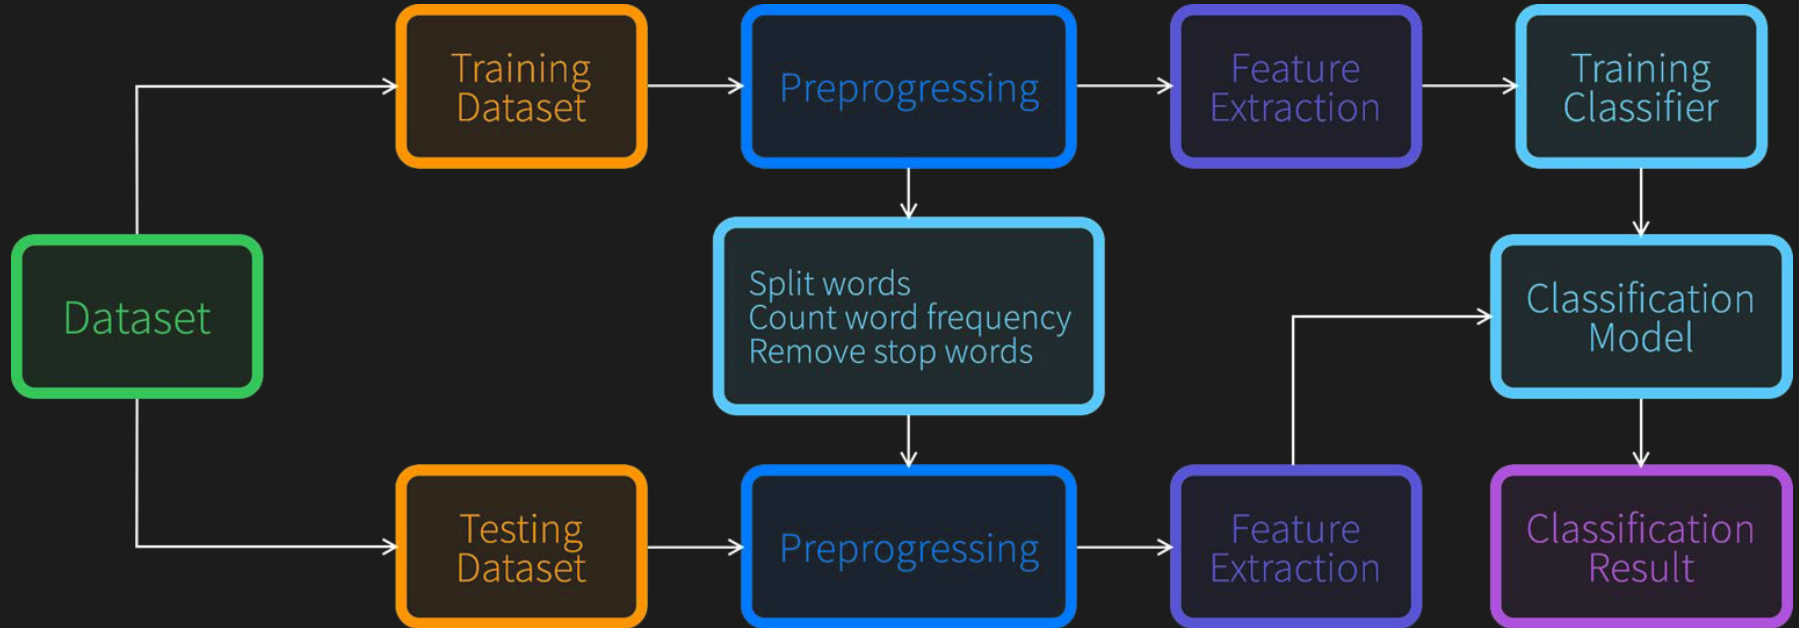 Training
Dataset
Preprogressing
Feature
Extraction
Training
Classifier
Dataset
Split words
Count word frequency
Remove stop words
Classification
Model
Testing
Dataset
Preprogressing
Feature
Extraction
Classification
Result